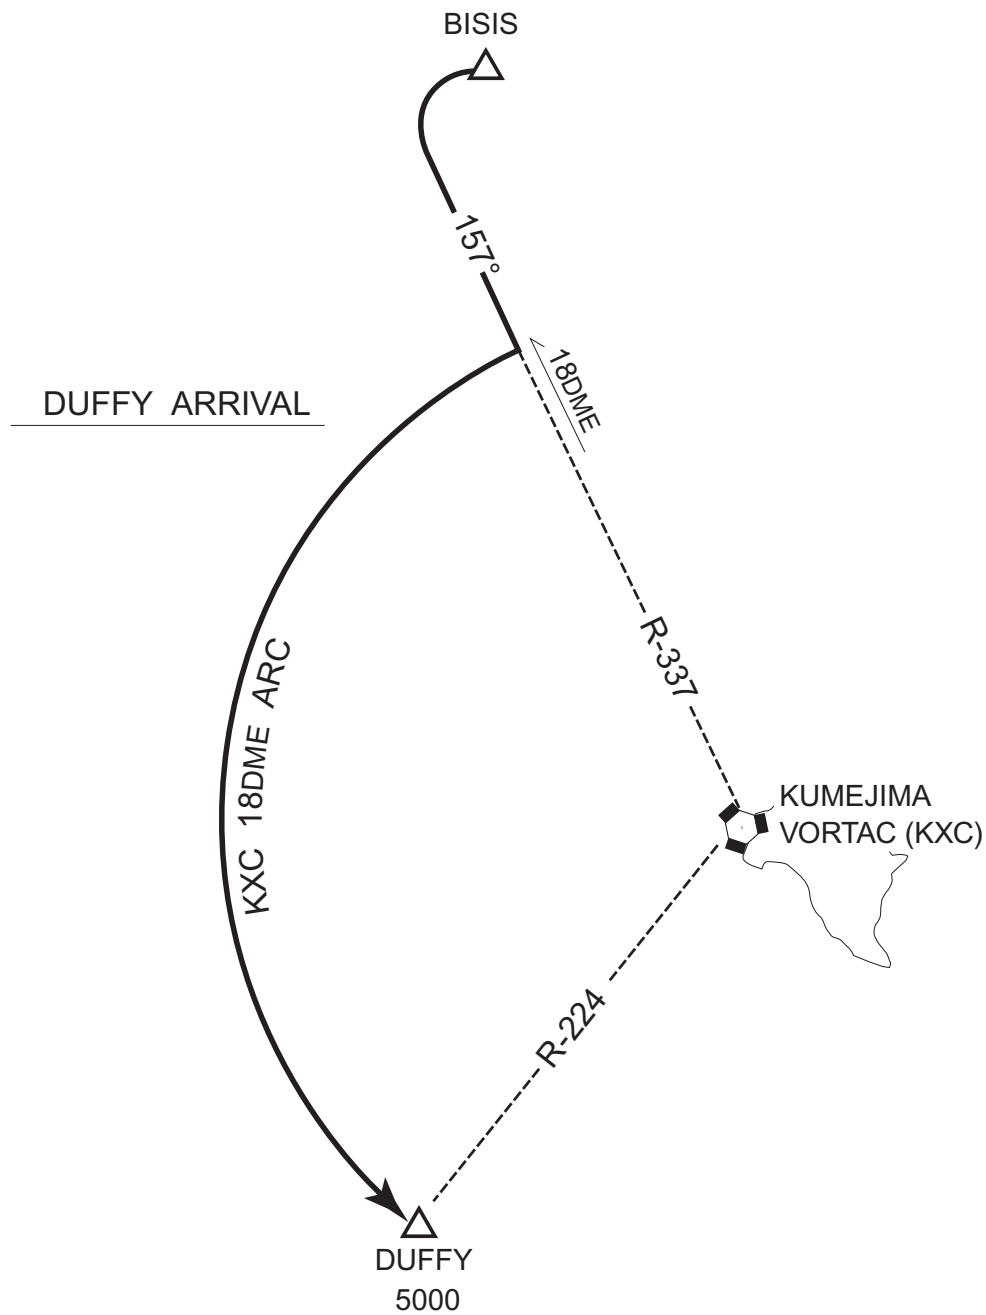 BISIS
157°
18DME
DUFFY ARRIVAL
R-337
KXC 18DME ARC
KUMEJIMA
VORTAC (KXC)
R-224
DUFFY
5000